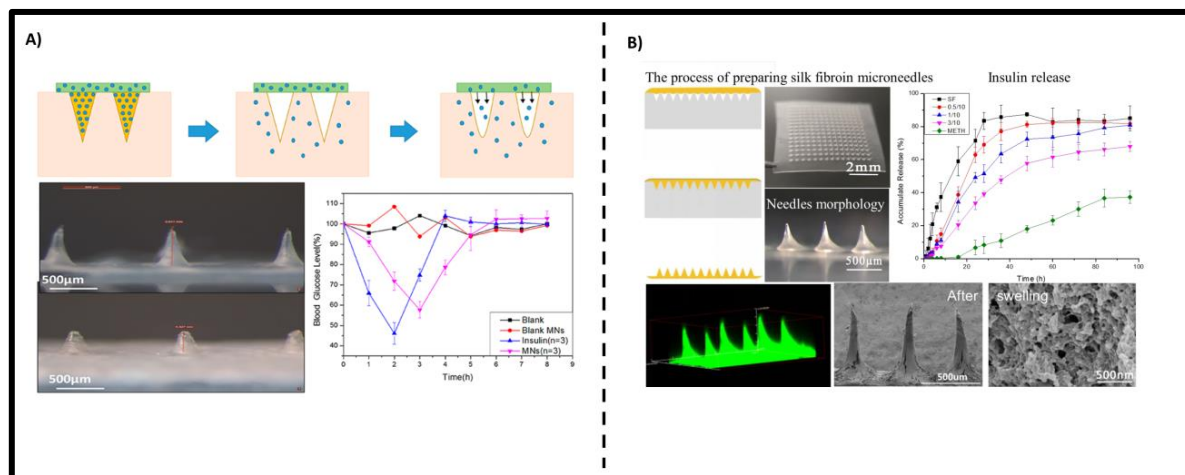 A)
500μm
500μm
Blood Glucose Level(%)
110
100
90
80
70
60
50
40
0
1
2
3
4
5
6
7
8
9
Time(h)
Blank
Blank MNs
Insulin(n=3)
MNs(n=3)
B)
The process of preparing silk fibroin microneedles
2mm
Needles morphology
500μm
Insulin release
Accumulate Release (%)
100
80
60
40
20
0
SF
0.5/10
1/10
3/10
METH
0
20
40
60
80
100
Time (h)
After swelling
500um
500nm